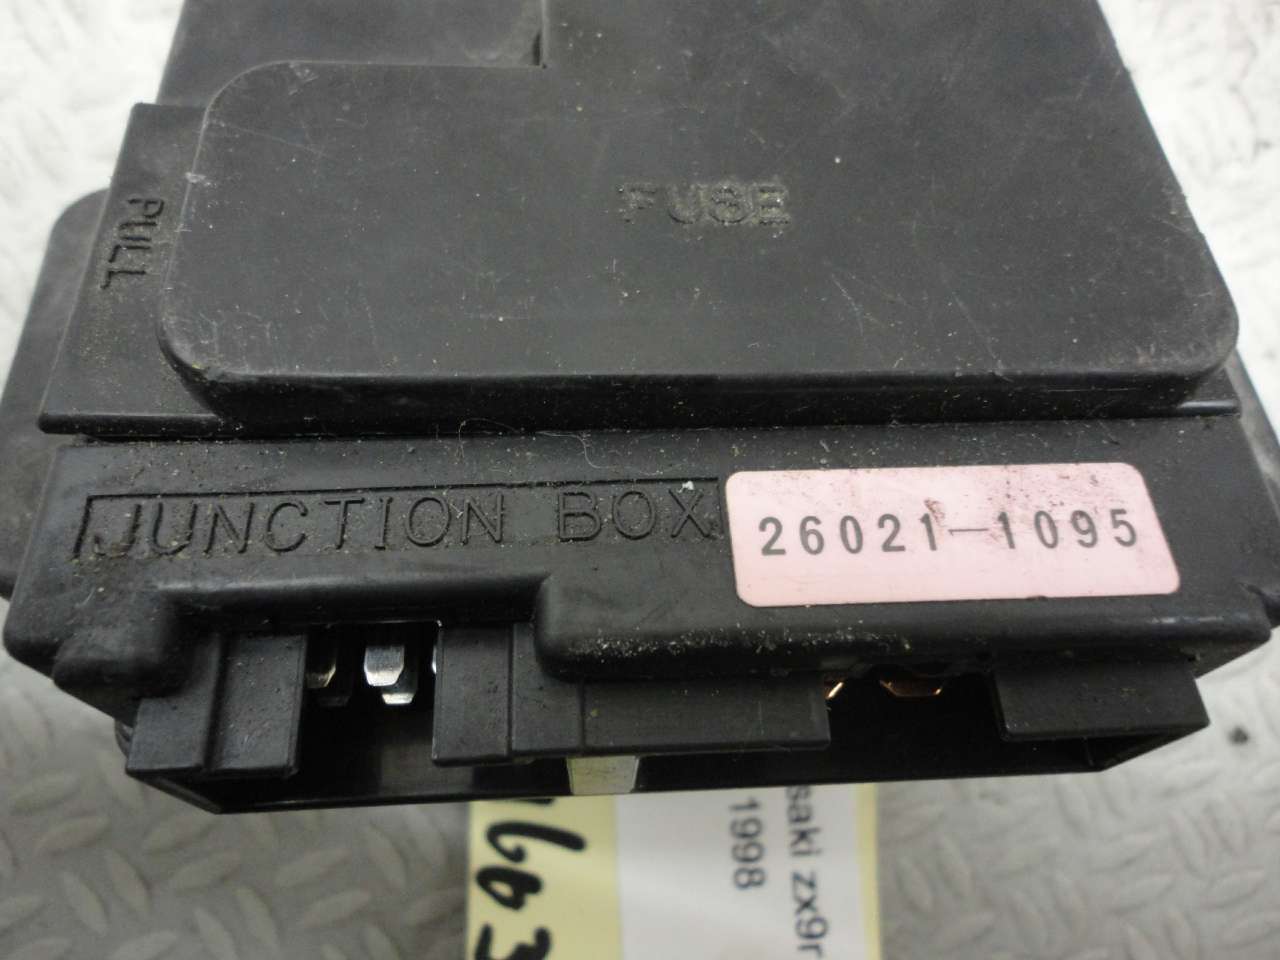 FUSE
PULL
JUNCTION BOX
26021-1095
saki zx9r
1998